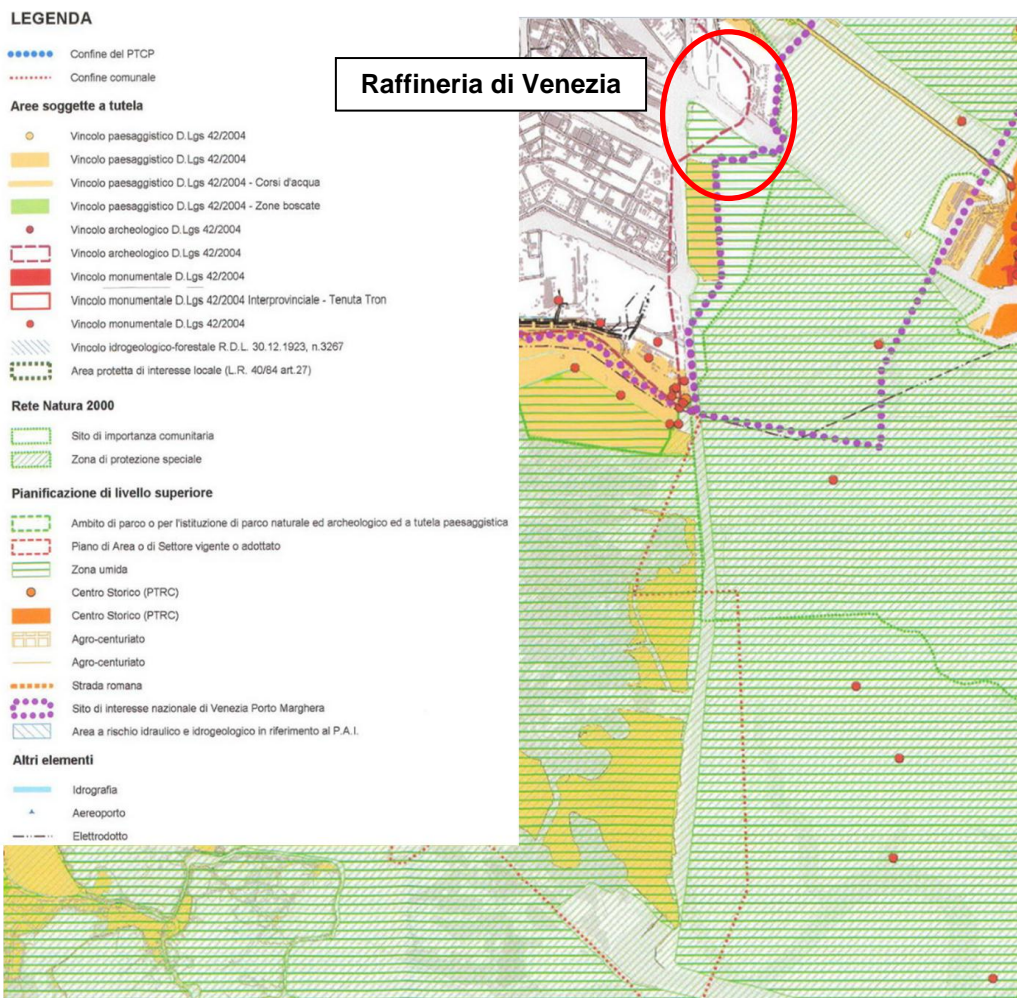 LEGENDA
Confine del PTCP
Confine comunale
Aree soggette a tutela
Vincolo paesaggistico D.Lgs 42/2004
Vincolo paesaggistico D.Lgs 42/2004
Vincolo paesaggistico D.Lgs 42/2004 - Corsi d'acqua
Vincolo paesaggistico D.Lgs 42/2004 - Zone boscate
Vincolo archeologico D.Lgs 42/2004
Vincolo archeologico D.Lgs 42/2004
Vincolo monumentale D.Lgs 42/2004
Vincolo monumentale D.Lgs 42/2004 Interprovinciale - Tenuta Tron
Vincolo monumentale D.Lgs 42/2004
Vincolo idrogeologico-forestale R.D.L. 30.12.1923, n.3267
Area protetta di interesse locale (L.R. 40/84 art.27)
Rete Natura 2000
Sito di importanza comunitaria
Zona di protezione speciale
Pianificazione di livello superiore
Ambito di parco o per l'istituzione di parco naturale ed archeologico ed a tutela paesaggistica
Piano di Area o di Settore vigente o adottato
Zona umida
Centro Storico (PTRC)
Centro Storico (PTRC)
Agro-centuriato
Agro-centuriato
Strada romana
Sito di interesse nazionale di Venezia Porto Marghera
Area a rischio idraulico e idrogeologico in riferimento al P.A.I.
Altri elementi
Idrografia
Aereoporto
Elettrodotto
Raffineria di Venezia